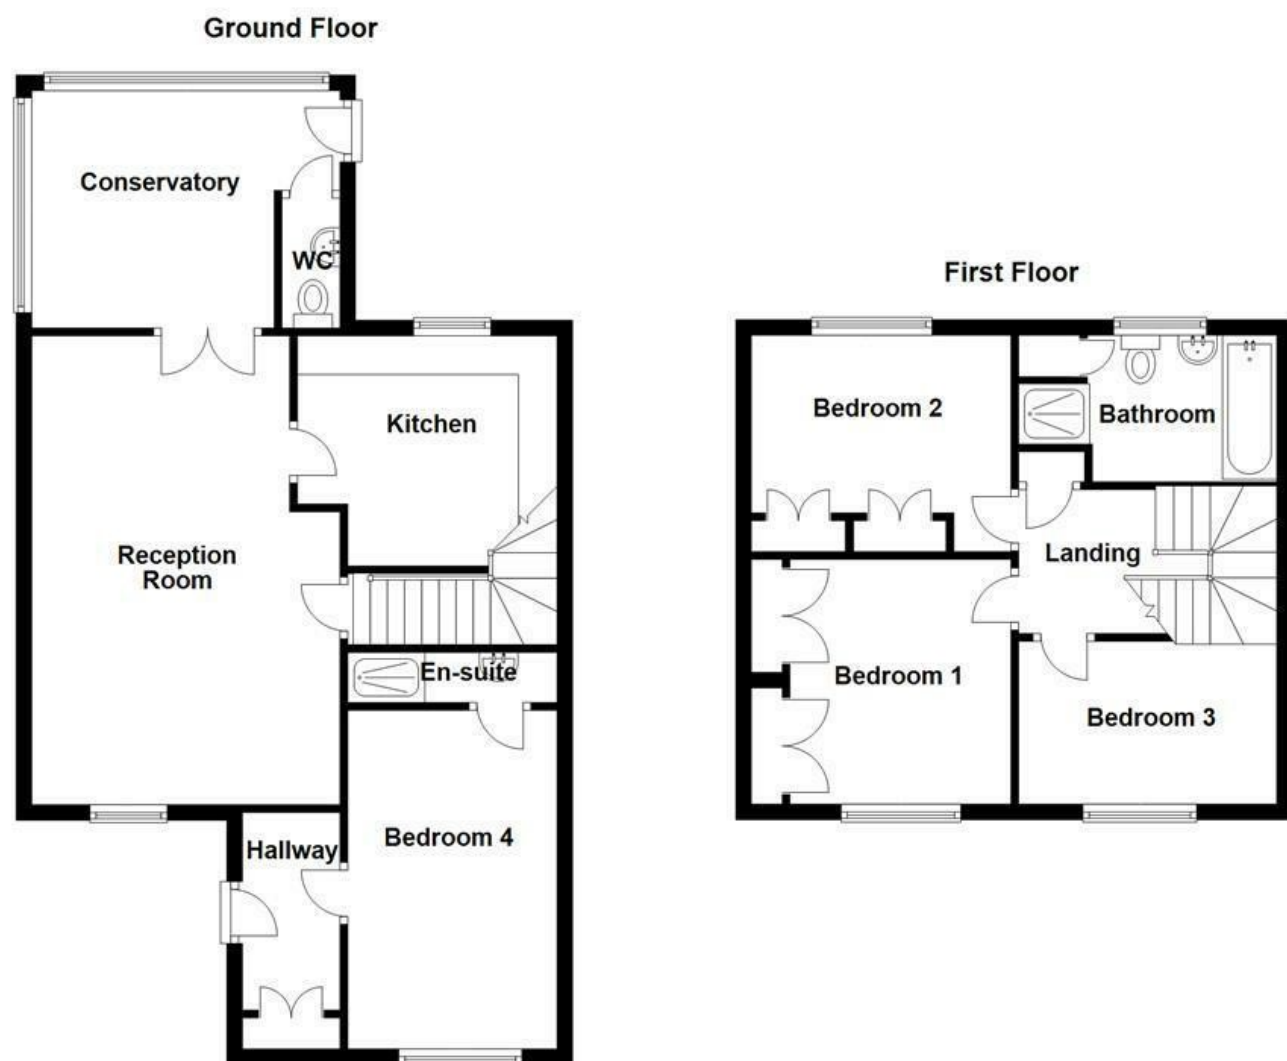 Ground Floor
Conservatory
WC
Kitchen
Reception
Room
En-suite
Bedroom 4
Hallway
First Floor
Bedroom 2
Bathroom
Landing
Bedroom 1
Bedroom 3